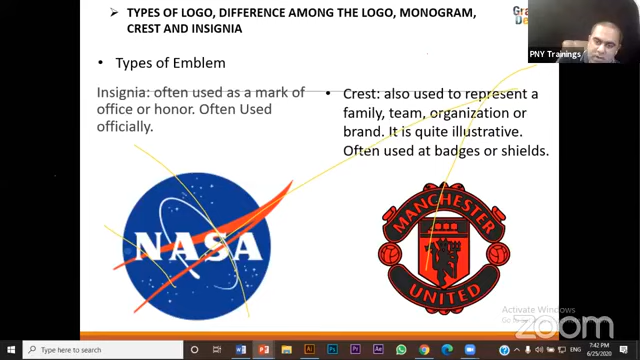 TYPES OF LOGO, DIFFERENCE AMONG THE LOGO, MONOGRAM,
CREST AND INSIGNIA
PNY Trainings
Types of Emblem
Insignia: often used as a mark of
office or honor. Often Used
officially.
Crest: also used to represent a
family, team, organization or
brand. It is quite illustrative.
Often used at badges or shields.
NASA
MANCHESTER
UNITED
Activate Windows
zoom
Type here to search
ENG
7:42 PM
6/25/2020